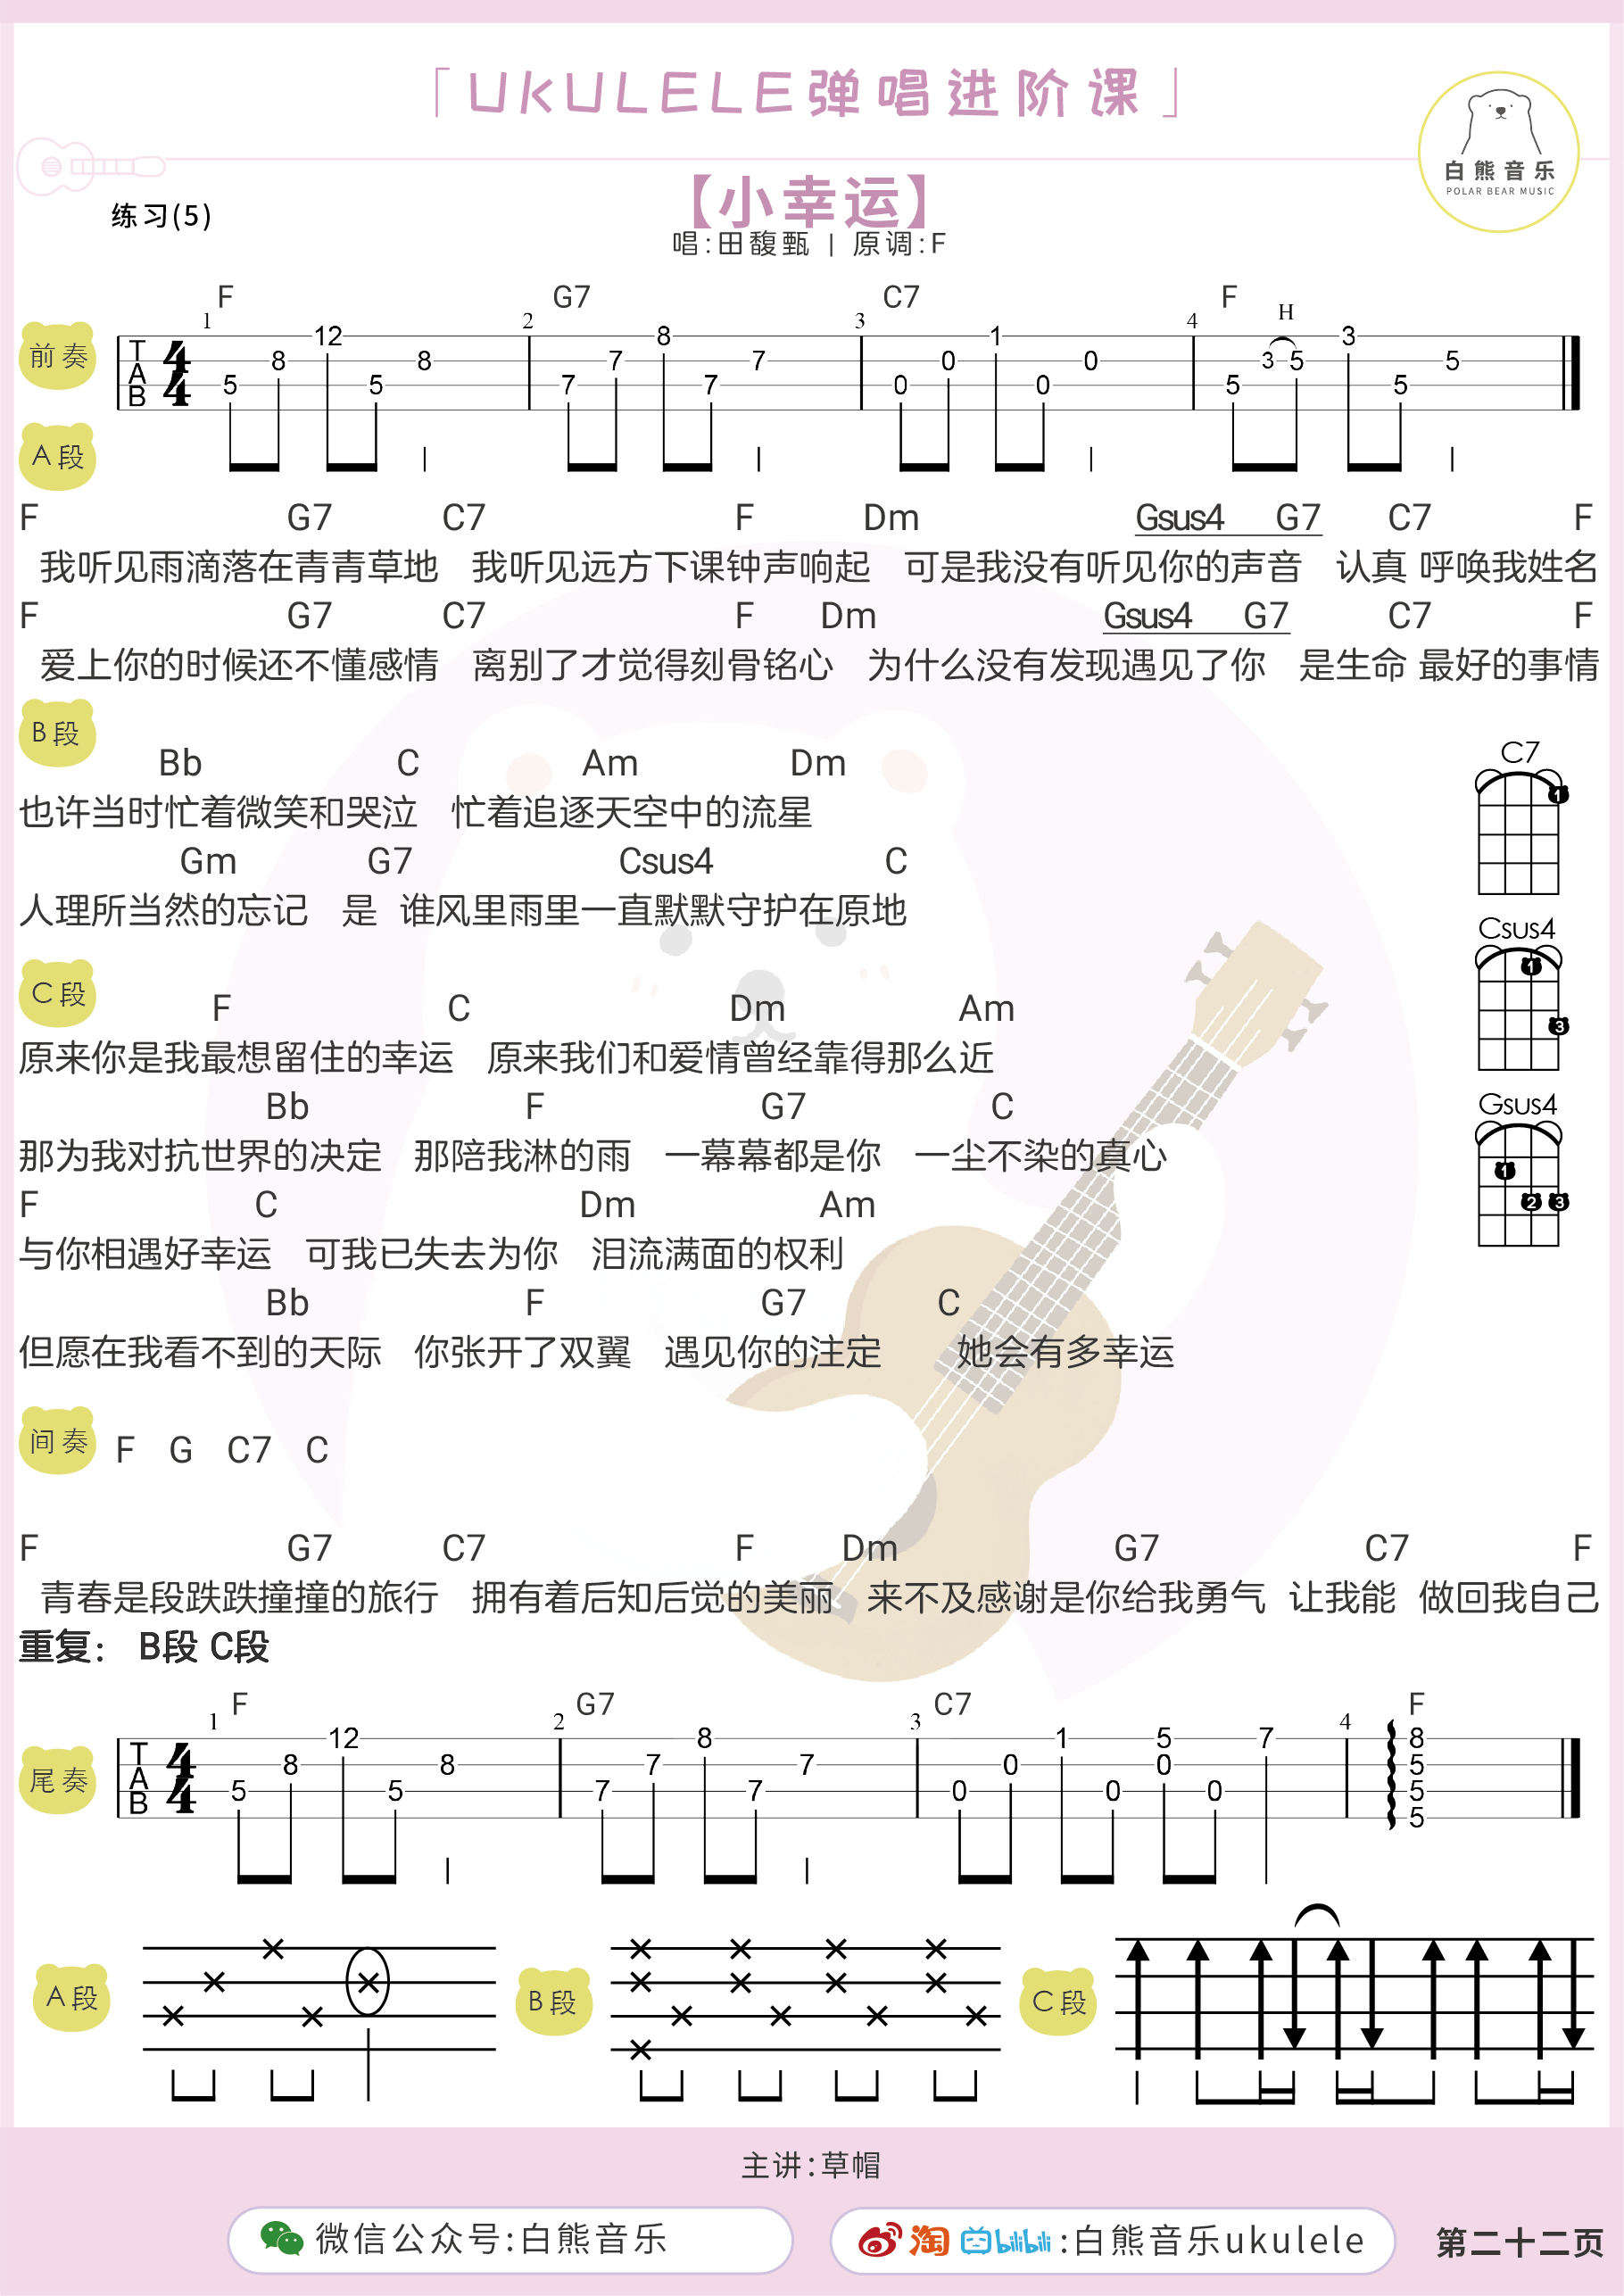 「UKULELE弹唱进阶课」
白熊音乐
POLAR BEAR MUSIC
【小幸运】
练习(5)
唱:田馥甄 | 原调:F
F G7 C7 F
1 2 3 4 H
前奏
T A B 4/4
12 8 1 3
8 8 7 7 0 0 3 5 5
5 5 7 7 0 0 5 5
A段
F G7 C7 F Dm Gsus4 G7 C7 F
我听见雨滴落在青青草地 我听见远方下课钟声响起 可是我没有听见你的声音 认真 呼唤我姓名
F G7 C7 F Dm Gsus4 G7 C7 F
爱上你的时候还不懂感情 离别了才觉得刻骨铭心 为什么没有发现遇见了你 是生命 最好的事情
B段
Bb C Am Dm
也许当时忙着微笑和哭泣 忙着追逐天空中的流星
Gm G7 Csus4 C
人理所当然的忘记 是 谁风里雨里一直默默守护在原地
C7
1
Csus4
1
3
Gsus4
1
2 3
C段
F C Dm Am
原来你是我最想留住的幸运 原来我们和爱情曾经靠得那么近
Bb F G7 C
那为我对抗世界的决定 那陪我淋的雨 一幕幕都是你 一尘不染的真心
F C Dm Am
与你相遇好幸运 可我已失去为你 泪流满面的权利
Bb F G7 C
但愿在我看不到的天际 你张开了双翼 遇见你的注定 她会有多幸运
间奏 F G C7 C
F G7 C7 F Dm G7 C7 F
青春是段跌跌撞撞的旅行 拥有着后知后觉的美丽 来不及感谢是你给我勇气 让我能 做回我自己
重复： B段 C段
F G7 C7 F
1 2 3 4
尾奏
T A B 4/4
12 8 1 5 7 8
8 8 7 7 0 0 5
5 5 7 7 0 0 0 5
5
A段
B段
C段
主讲:草帽
微信公众号:白熊音乐
淘 bilibili :白熊音乐ukulele
第二十二页